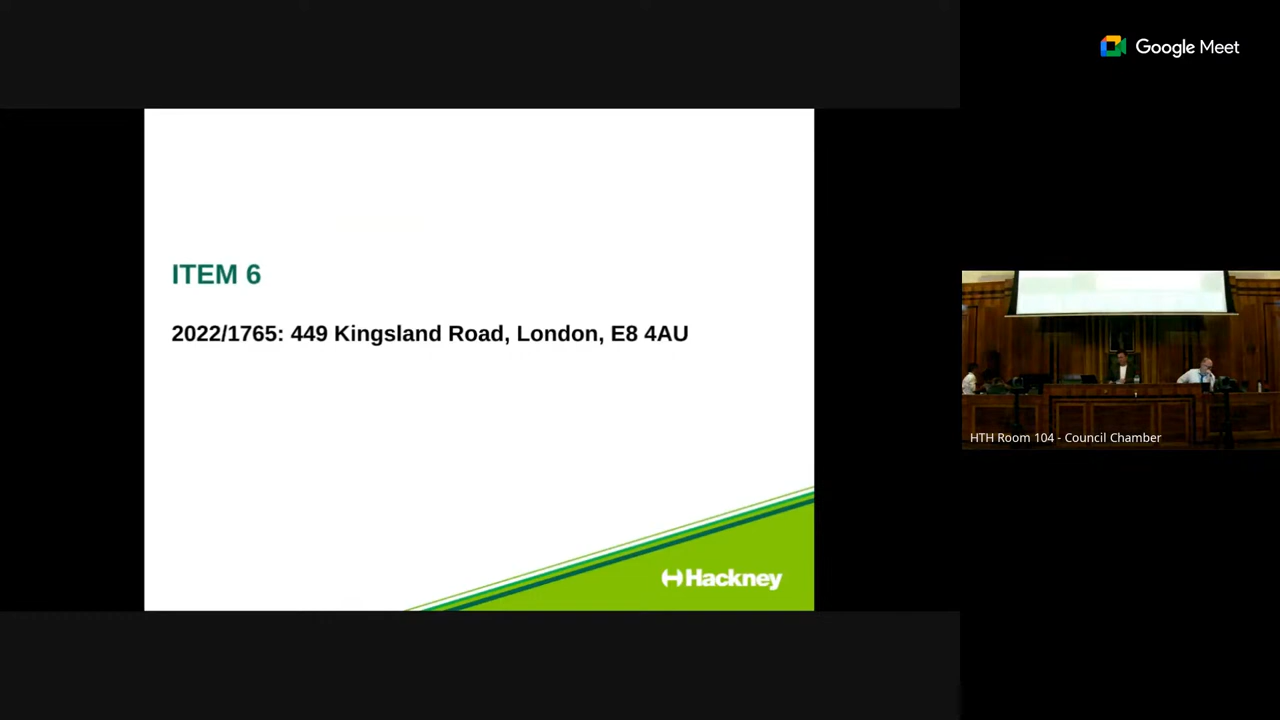 Google Meet
ITEM 6
2022/1765: 449 Kingsland Road, London, E8 4AU
HTH Room 104 - Council Chamber
Hackney